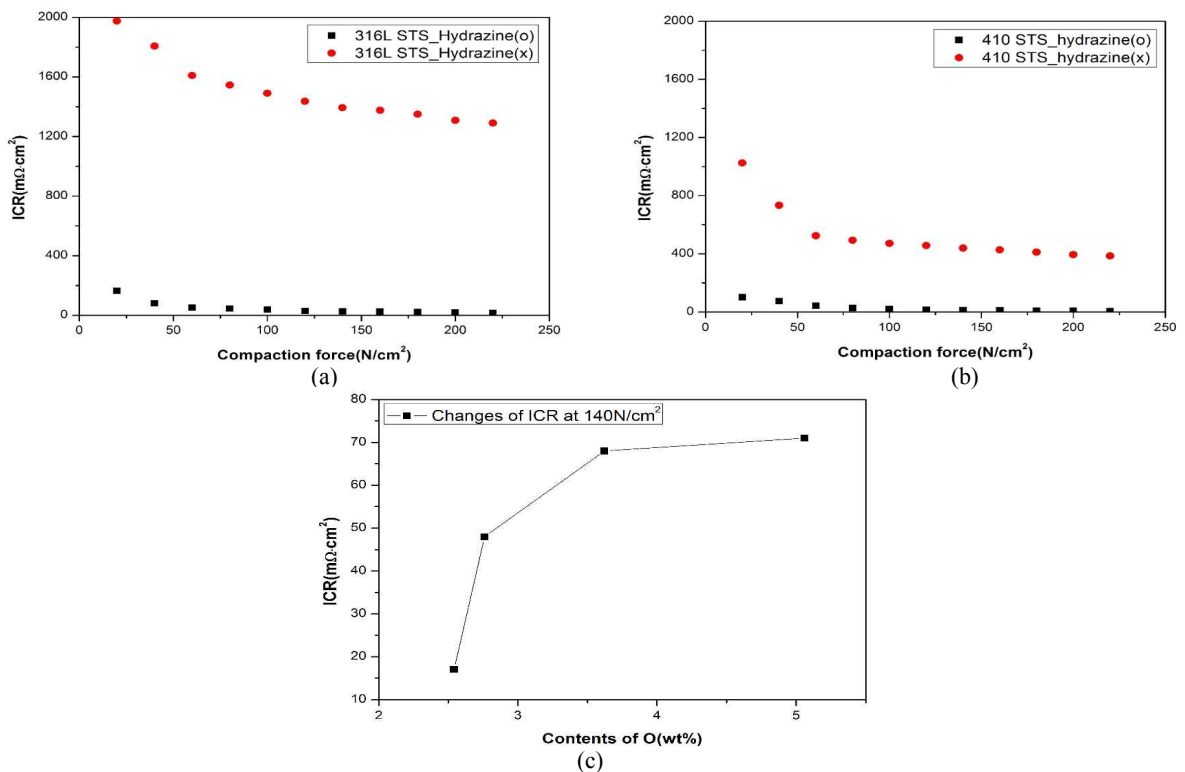 2000
1600
1200
800
400
0
ICR(mΩ·cm²)
316L STS_Hydrazine(o)
316L STS_Hydrazine(x)
0 50 100 150 200 250
Compaction force(N/cm²)
(a)
2000
1600
1200
800
400
0
ICR(mΩ·cm²)
410 STS_hydrazine(o)
410 STS_hydrazine(x)
0 50 100 150 200 250
Compaction force(N/cm²)
(b)
80
70
60
50
40
30
20
10
ICR(mΩ·cm²)
Changes of ICR at 140N/cm²
2 3 4 5
Contents of O(wt%)
(c)